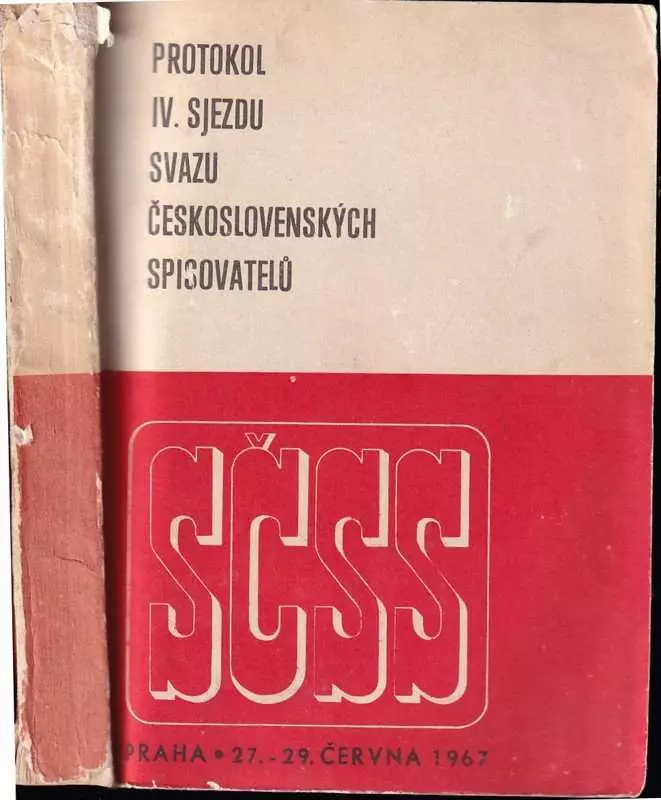 PROTOKOL
IV. SJEZDU
SVAZU
ČESKOSLOVENSKÝCH
SPISOVATELŮ
SČSS
PRAHA • 27. - 29. ČERVNA 1967